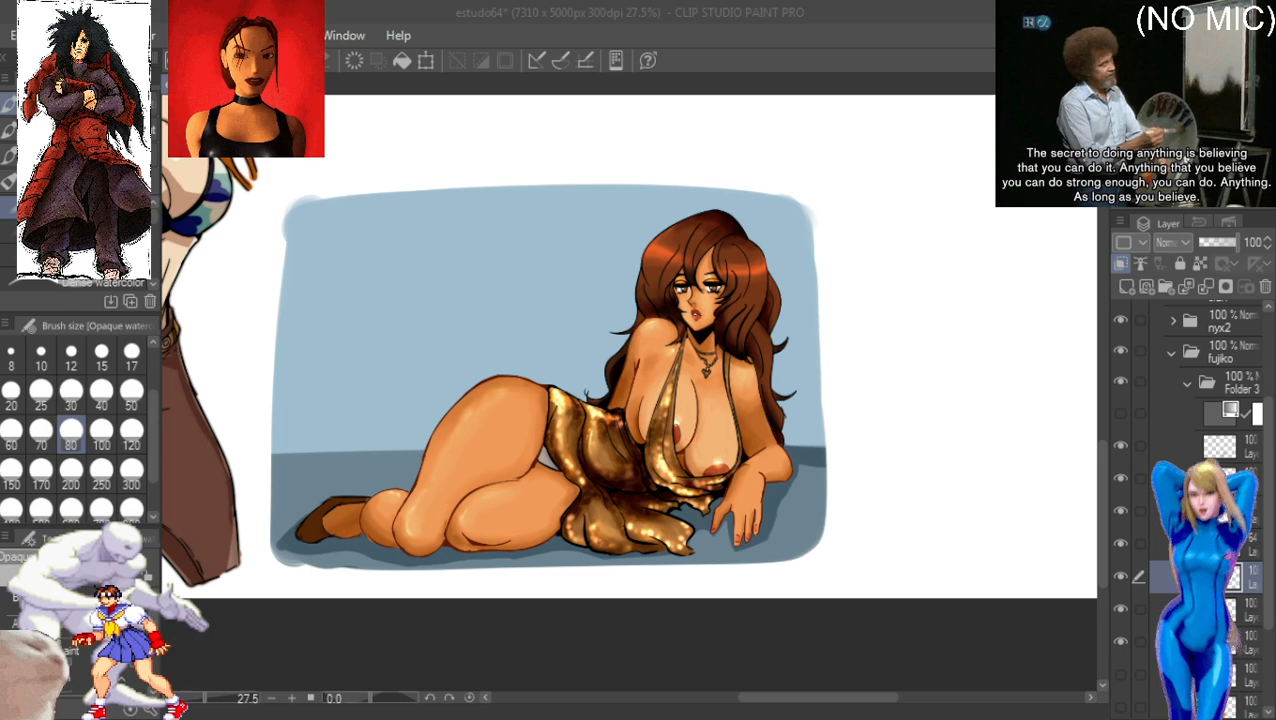 estudo64* (7310 x 5000px 300dpi 27.5%) - CLIP STUDIO PAINT PRO
(NO MIC)
Window Help
The secret to doing anything is believing
that you can do it. Anything that you believe
you can do strong enough, you can do. Anything.
As long as you believe.
Layer
100
100 % Norm
nyx2
100 % Norm
fujiko
100 %
Folder 3
Dense watercolor
Brush size [Opaque waterc
8 10 12 15 17
20 25 30 40 50
60 70 80 100 120
150 170 200 250 300
27.5 0.0